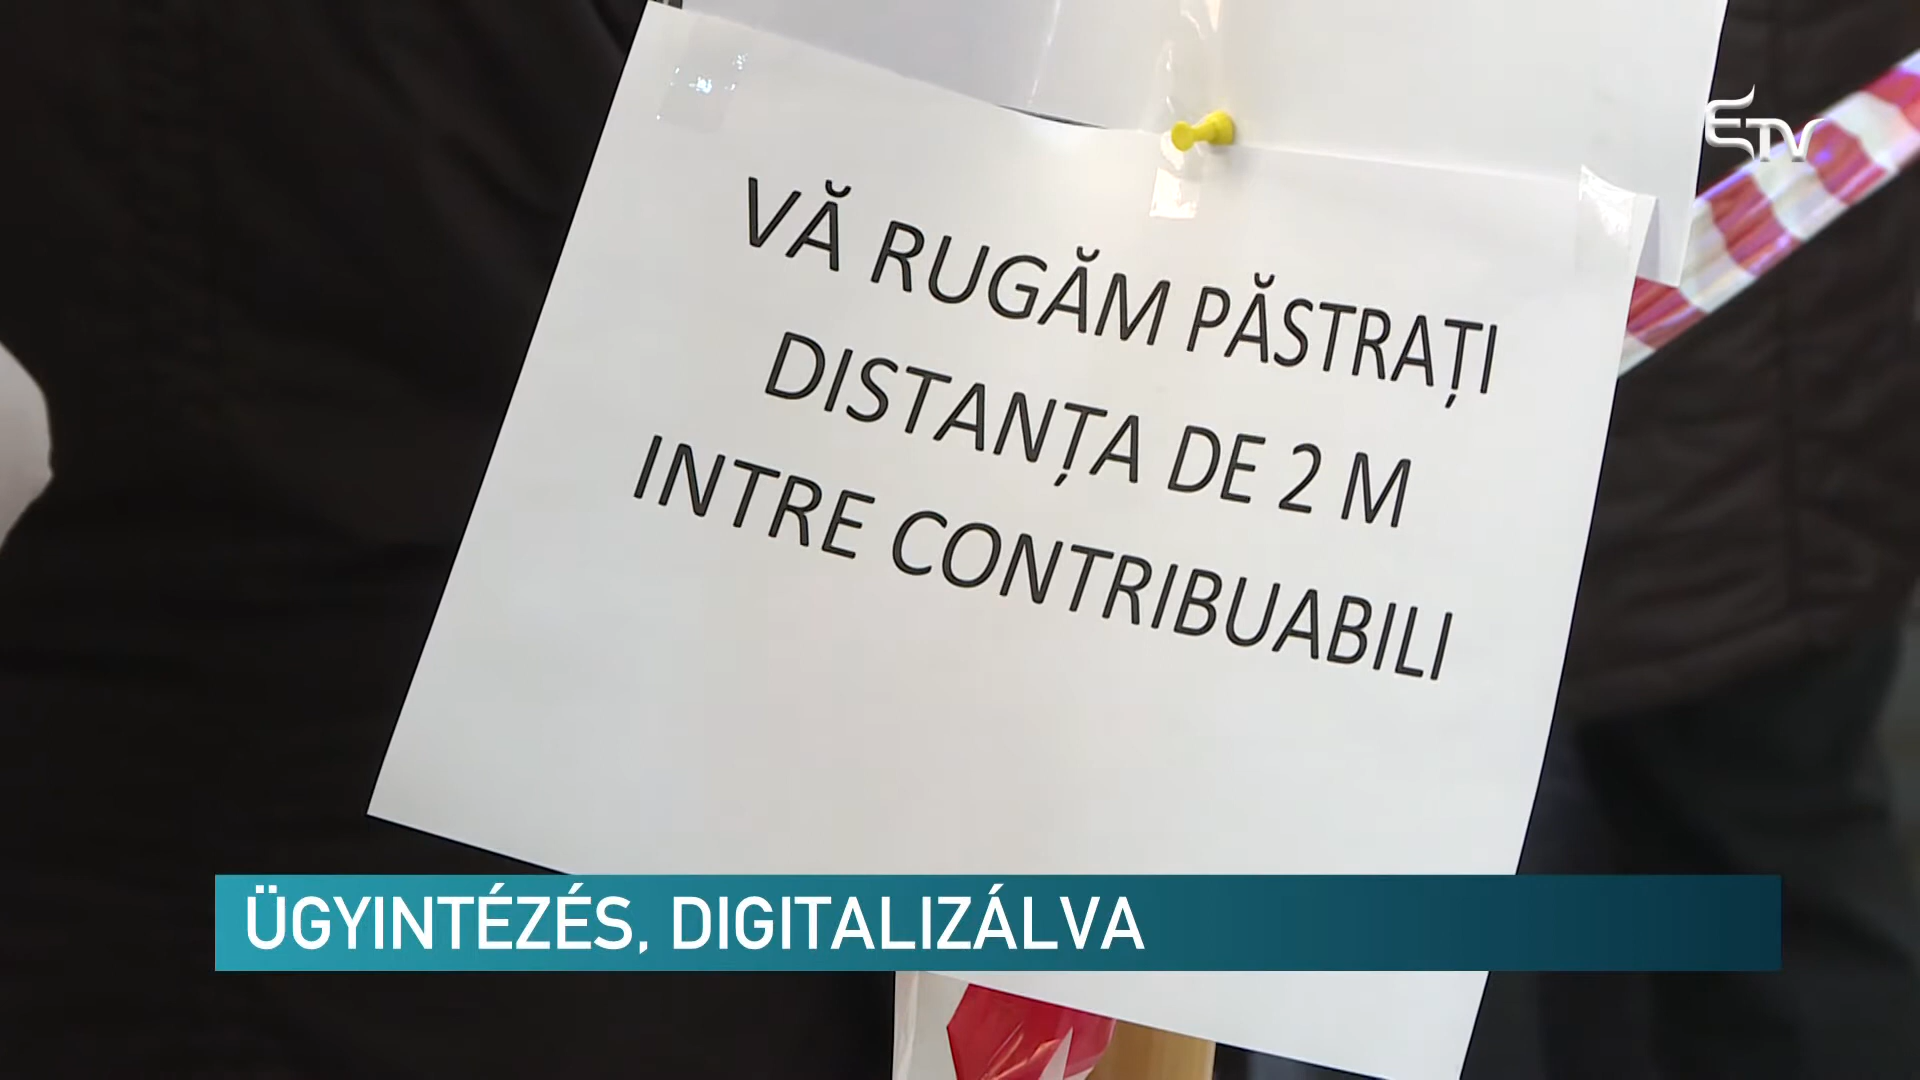 ETV
VĂ RUGĂM PĂSTRAȚI
DISTANȚA DE 2 M
INTRE CONTRIBUABILI
ÜGYINTÉZÉS, DIGITALIZÁLVA